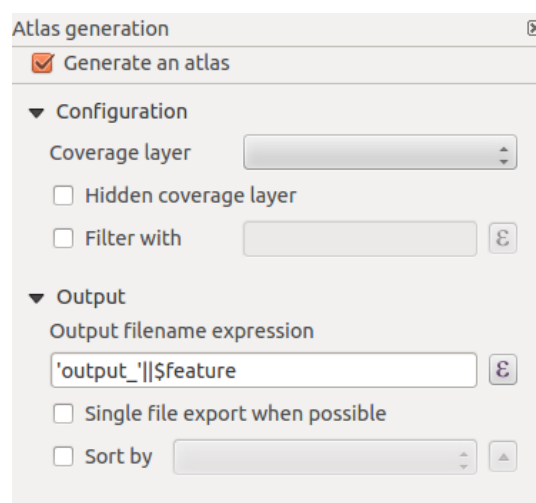 Atlas generation
Generate an atlas
Configuration
Coverage layer
Hidden coverage layer
Filter with ε
Output
Output filename expression
'output_'||$feature ε
Single file export when possible
Sort by